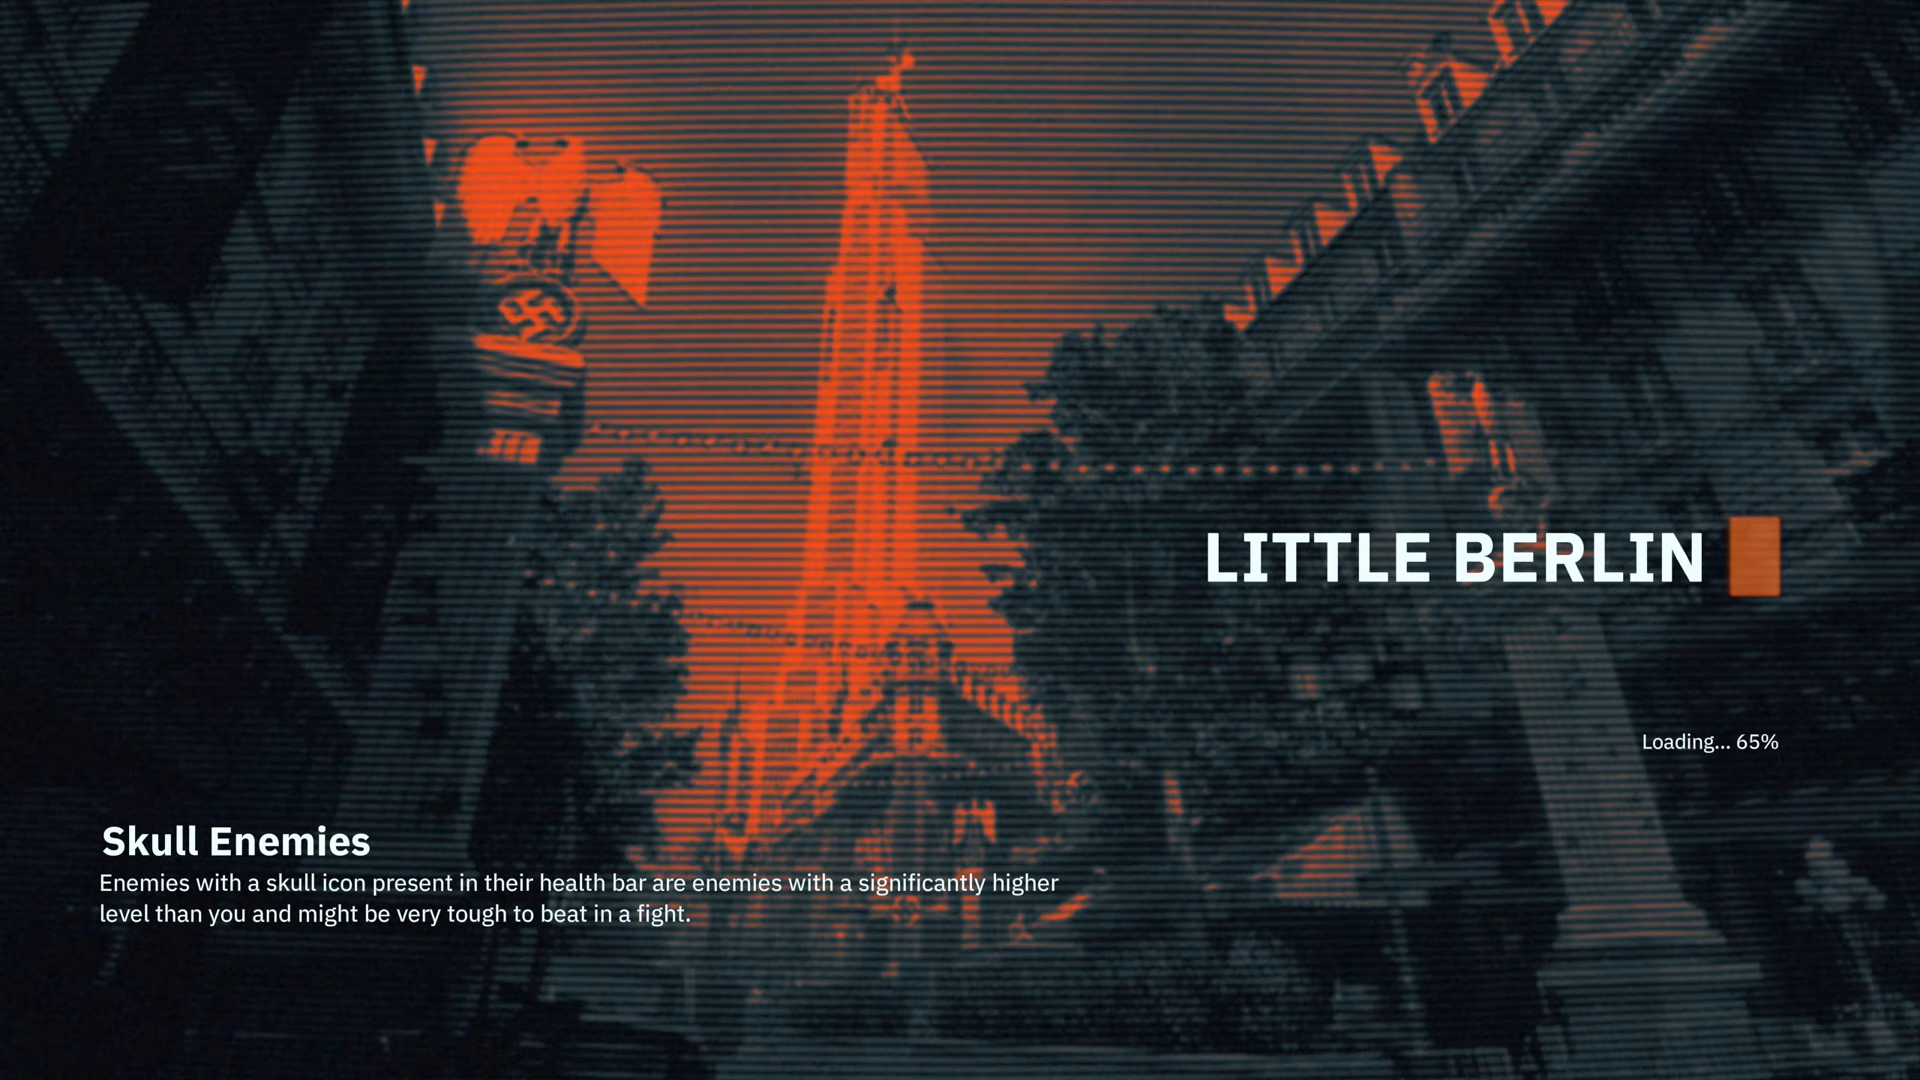 LITTLE BERLIN
Loading... 65%
Skull Enemies
Enemies with a skull icon present in their health bar are enemies with a significantly higher
level than you and might be very tough to beat in a fight.